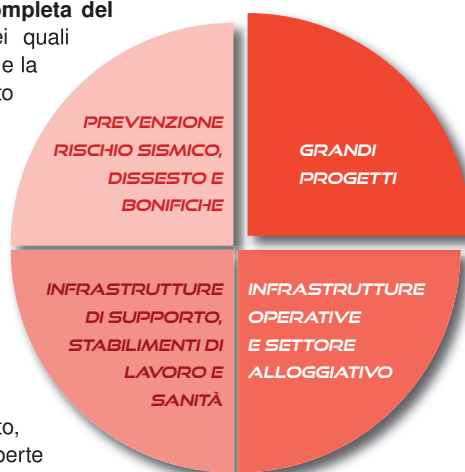 ompleta del
ei quali
e la
to
PREVENZIONE
RISCHIO SISMICO,
DISSESTO E
BONIFICHE
GRANDI
PROGETTI
INFRASTRUTTURE
DI SUPPORTO,
STABILIMENTI DI
LAVORO E
SANITÀ
INFRASTRUTTURE
OPERATIVE
E SETTORE
ALLOGGIATIVO
to,
perte